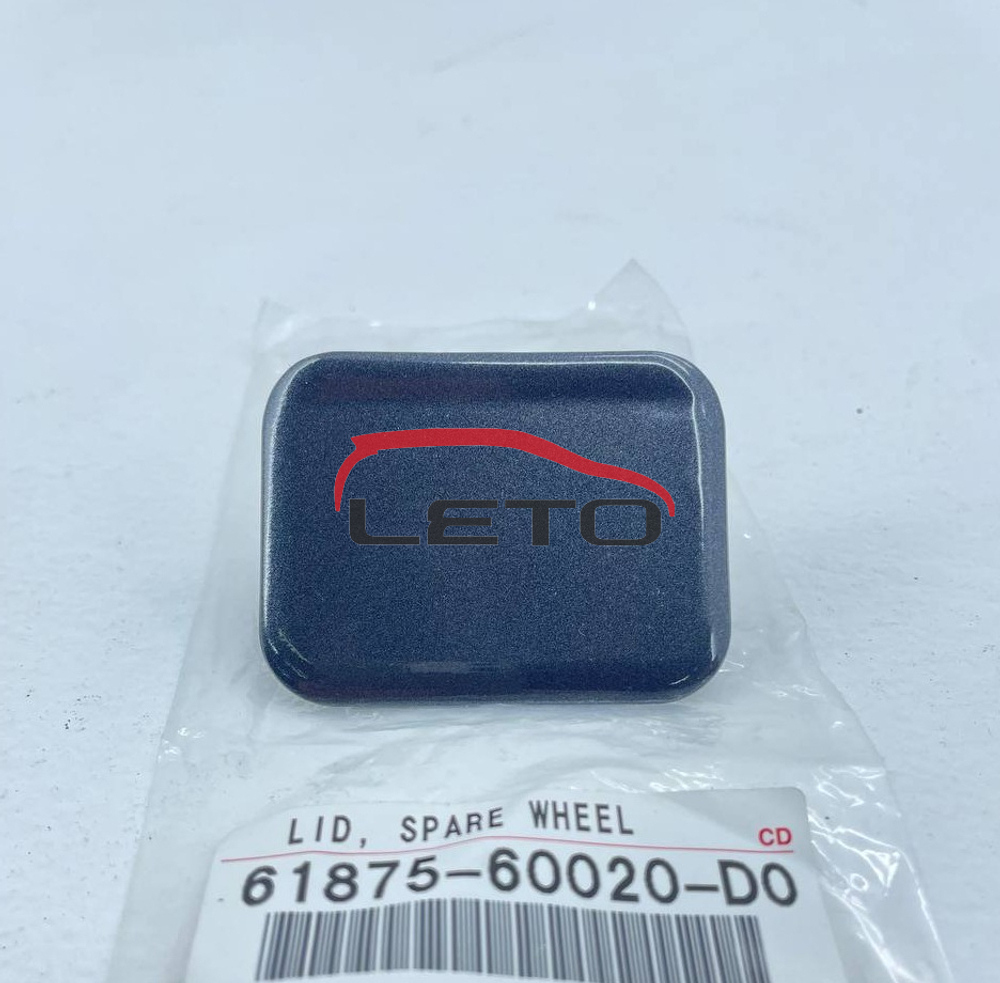 LETO
LID, SPARE WHEEL
CD
61875-60020-D0